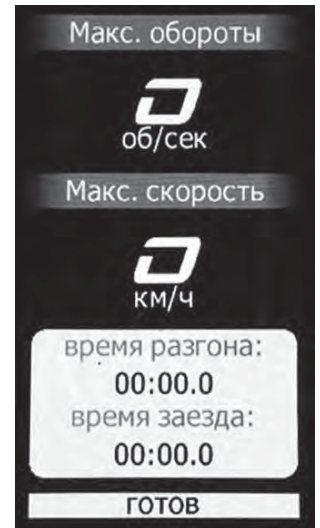 Макс. обороты
0
об/сек
Макс. скорость
0
км/ч
время разгона:
00:00.0
время заезда:
00:00.0
ГОТОВ